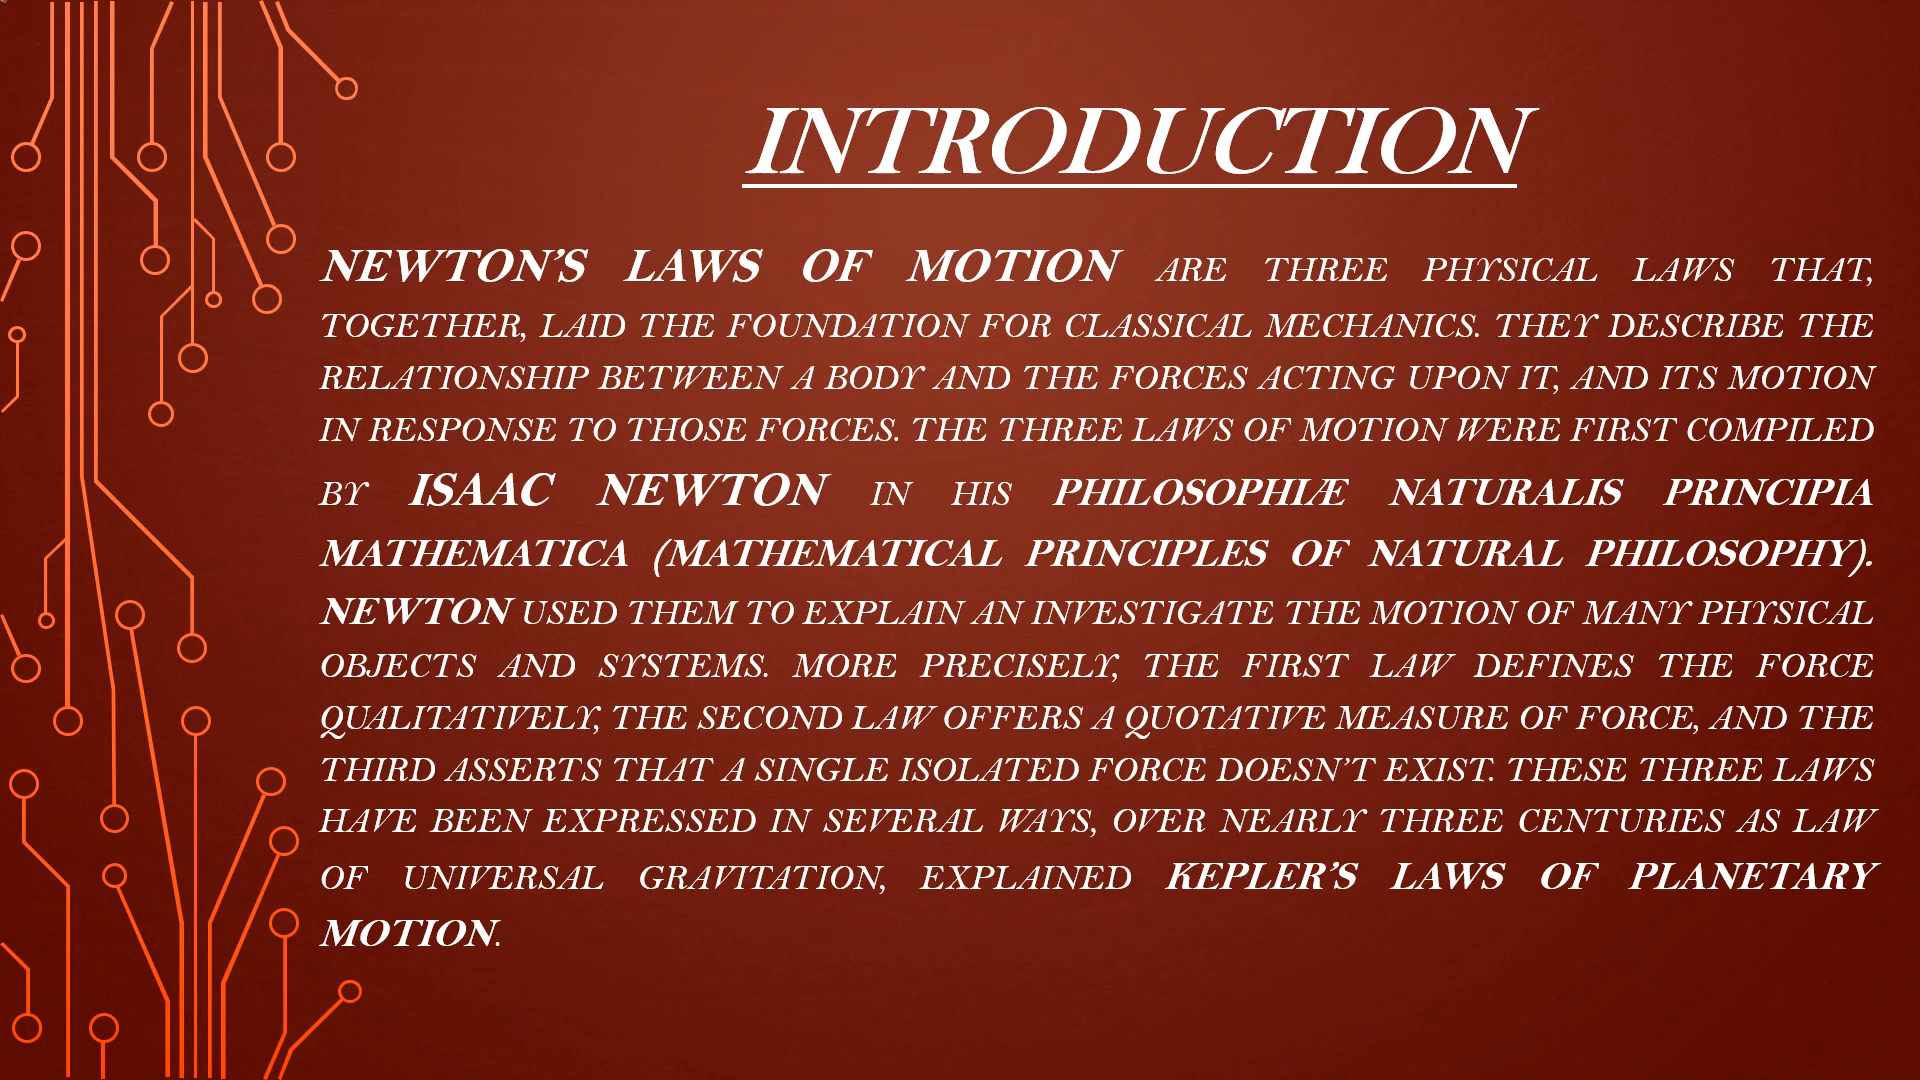 INTRODUCTION
NEWTON’S LAWS OF MOTION ARE THREE PHYSICAL LAWS THAT,
TOGETHER, LAID THE FOUNDATION FOR CLASSICAL MECHANICS. THEY DESCRIBE THE
RELATIONSHIP BETWEEN A BODY AND THE FORCES ACTING UPON IT, AND ITS MOTION
IN RESPONSE TO THOSE FORCES. THE THREE LAWS OF MOTION WERE FIRST COMPILED
BY ISAAC NEWTON IN HIS PHILOSOPHIÆ NATURALIS PRINCIPIA
MATHEMATICA (MATHEMATICAL PRINCIPLES OF NATURAL PHILOSOPHY).
NEWTON USED THEM TO EXPLAIN AN INVESTIGATE THE MOTION OF MANY PHYSICAL
OBJECTS AND SYSTEMS. MORE PRECISELY, THE FIRST LAW DEFINES THE FORCE
QUALITATIVELY, THE SECOND LAW OFFERS A QUOTATIVE MEASURE OF FORCE, AND THE
THIRD ASSERTS THAT A SINGLE ISOLATED FORCE DOESN’T EXIST. THESE THREE LAWS
HAVE BEEN EXPRESSED IN SEVERAL WAYS, OVER NEARLY THREE CENTURIES AS LAW
OF UNIVERSAL GRAVITATION, EXPLAINED KEPLER’S LAWS OF PLANETARY
MOTION.